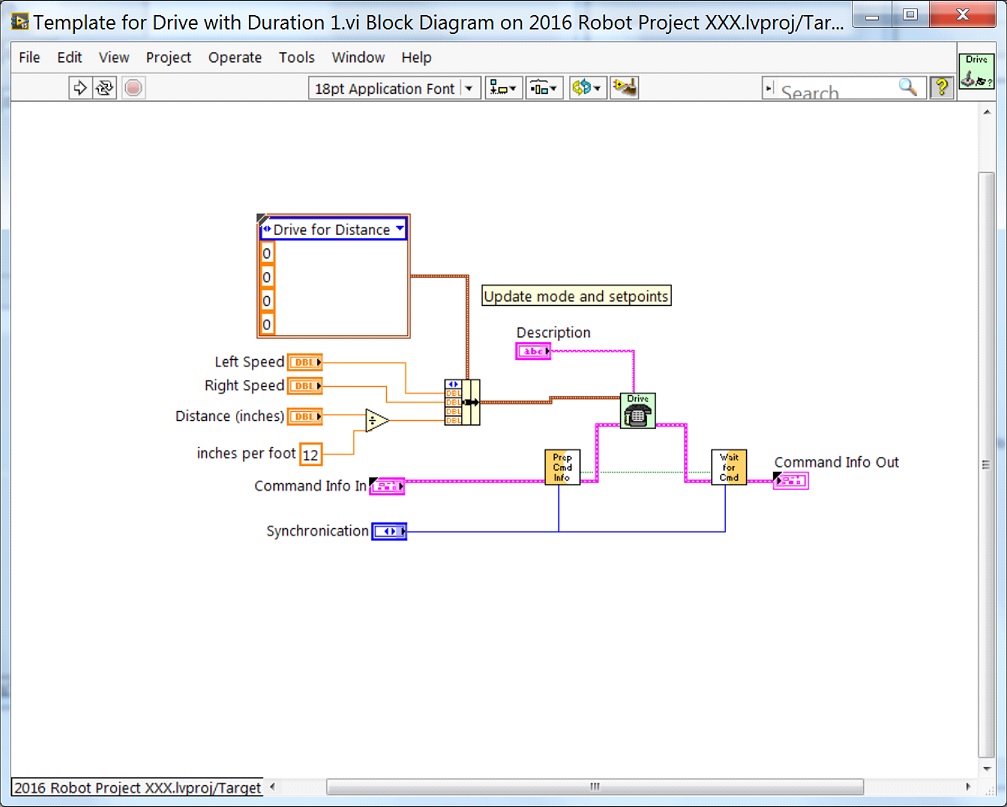 Template for Drive with Duration 1.vi Block Diagram on 2016 Robot Project XXX.lvproj/Tar...
File Edit View Project Operate Tools Window Help
Drive
18pt Application Font
Search
?
Drive for Distance
0
0
0
0
Update mode and setpoints
Description
abc
Left Speed DBL
Right Speed DBL
Distance (inches) DBL
DBL
DBL
DBL
DBL
Drive
÷
inches per foot 12
Prep
Cmd
Info
Wait
for
Cmd
Command Info Out
Command Info In
Synchronication
2016 Robot Project XXX.lvproj/Target